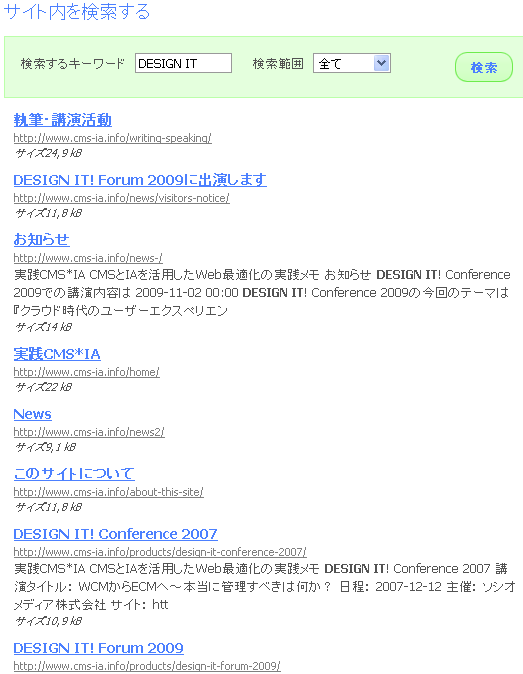 サイト内を検索する
検索するキーワード DESIGN IT 検索範囲 全て 検索
執筆・講演活動
http://www.cms-ia.info/writing-speaking/
サイズ24,9 kB
DESIGN IT! Forum 2009に出演します
http://www.cms-ia.info/news/visitors-notice/
サイズ11,8 kB
お知らせ
http://www.cms-ia.info/news-/
実践CMS*IA CMSとIAを活用したWeb最適化の実践メモ お知らせ DESIGN IT! Conference
2009での講演内容は 2009-11-02 00:00 DESIGN IT! Conference 2009の今回のテーマは
『クラウド時代のユーザーエクスペリエン
サイズ14 kB
実践CMS*IA
http://www.cms-ia.info/home/
サイズ22 kB
News
http://www.cms-ia.info/news2/
サイズ9,1 kB
このサイトについて
http://www.cms-ia.info/about-this-site/
サイズ11,8 kB
DESIGN IT! Conference 2007
http://www.cms-ia.info/products/design-it-conference-2007/
実践CMS*IA CMSとIAを活用したWeb最適化の実践メモ DESIGN IT! Conference 2007 講
演タイトル： WCMからECMへ～本当に管理すべきは何か？ 日程： 2007-12-12 主催： ソシオ
メディア株式会社 サイト： htt
サイズ10,9 kB
DESIGN IT! Forum 2009
http://www.cms-ia.info/products/design-it-forum-2009/